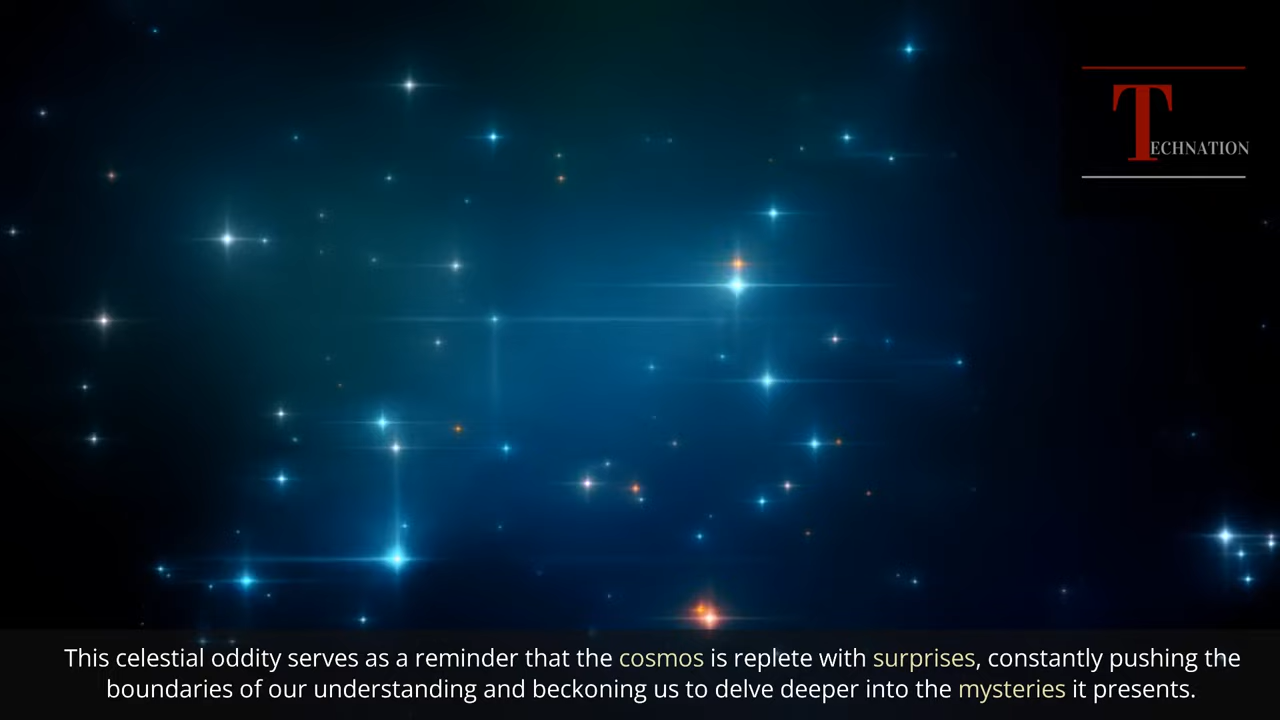 TECHNATION
This celestial oddity serves as a reminder that the cosmos is replete with surprises, constantly pushing the
boundaries of our understanding and beckoning us to delve deeper into the mysteries it presents.